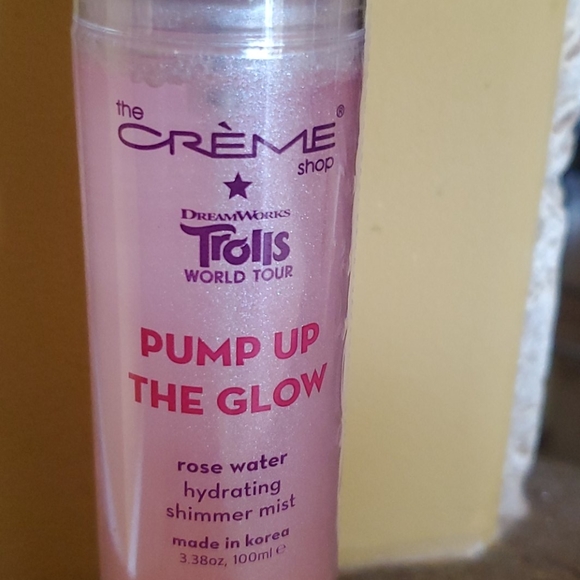 the
CRÈME®
shop
DREAMWORKS
Trolls
WORLD TOUR
PUMP UP
THE GLOW
rose water
hydrating
shimmer mist
made in korea
3.38oz, 100ml ℮